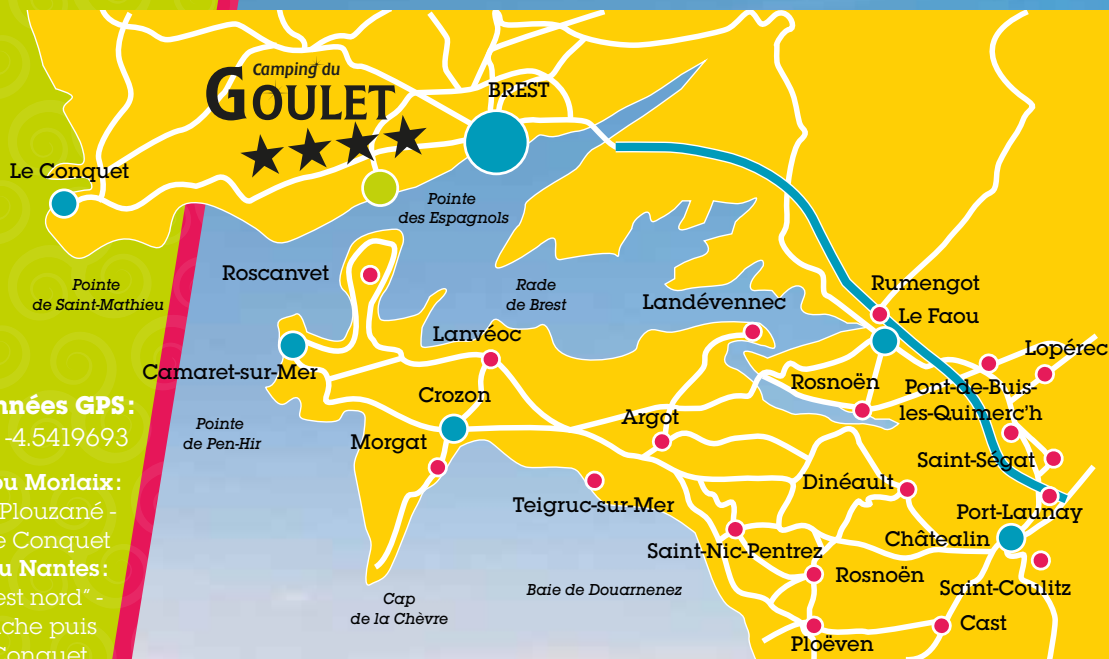 Camping du
GOULET
BREST
Le Conquet
Pointe
des Espagnols
Pointe
de Saint-Mathieu
Roscanvet
Rade
de Brest
Landévennec
Rumengot
Le Faou
Lanvéoc
Lopérec
Camaret-sur-Mer
Rosnoën
Pont-de-Buis-
les-Quimerc'h
Crozon
Argot
Pointe
de Pen-Hir
Morgat
Saint-Ségat
Dinéault
Teigruc-sur-Mer
Port-Launay
Châtealin
Saint-Nic-Pentrez
Rosnoën
Saint-Coulitz
Baie de Douarnenez
Cap
de la Chèvre
Cast
Ploëven
nnées GPS:
-4.5419693
ou Morlaix:
Plouzané -
e Conquet
u Nantes:
est nord" -
che puis
Conquet